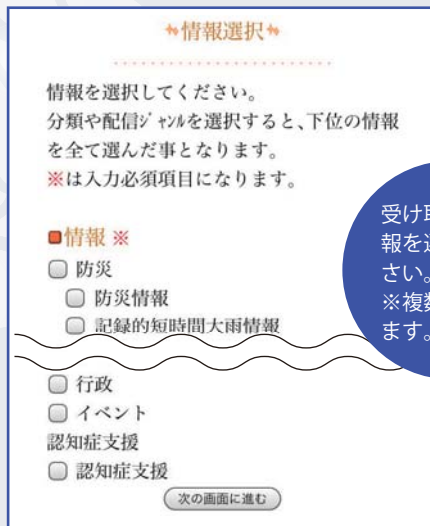 情報選択
情報を選択してください。
分類や配信ｼﾞｬﾝﾙを選択すると、下位の情報
を全て選んだ事となります。
※は入力必須項目になります。
■情報 ※
防災
防災情報
記録的短時間大雨情報
行政
イベント
認知症支援
認知症支援
次の画面に進む
受け取
報を選
さい。
※複数
ます。